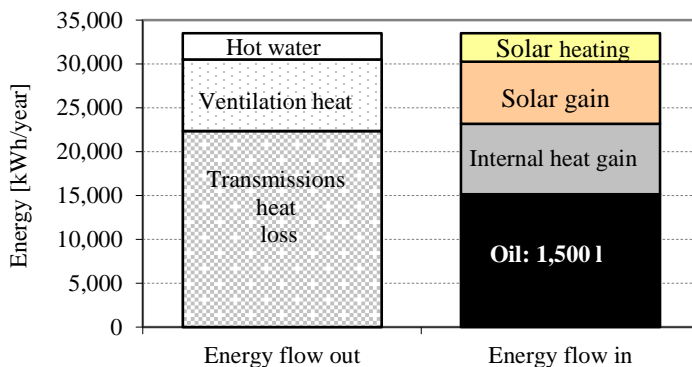 35,000
30,000
25,000
20,000
15,000
10,000
5,000
0
Energy [kWh/year]
Hot water
Ventilation heat
Transmissions
heat
loss
Solar heating
Solar gain
Internal heat gain
Oil: 1,500 l
Energy flow out
Energy flow in